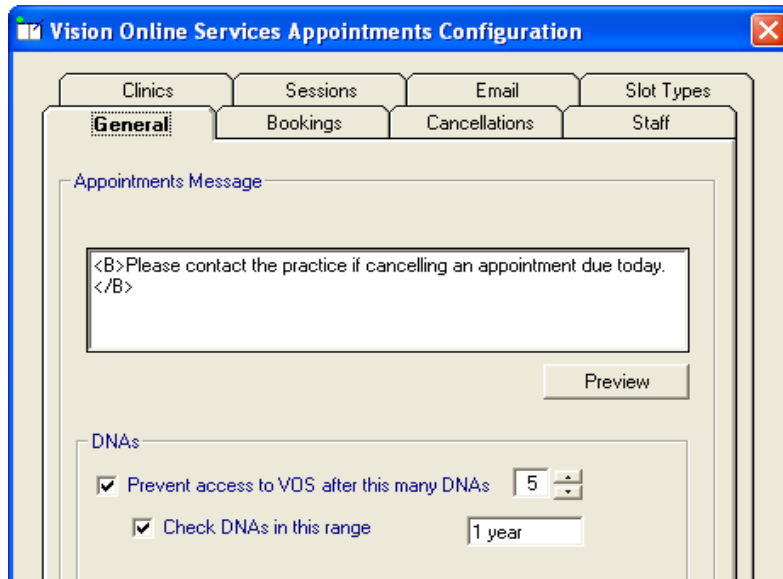 Vision Online Services Appointments Configuration
Clinics Sessions Email Slot Types
General Bookings Cancellations Staff
Appointments Message
<B>Please contact the practice if cancelling an appointment due today.
</B>
Preview
DNAs
Prevent access to VOS after this many DNAs 5
Check DNAs in this range 1 year